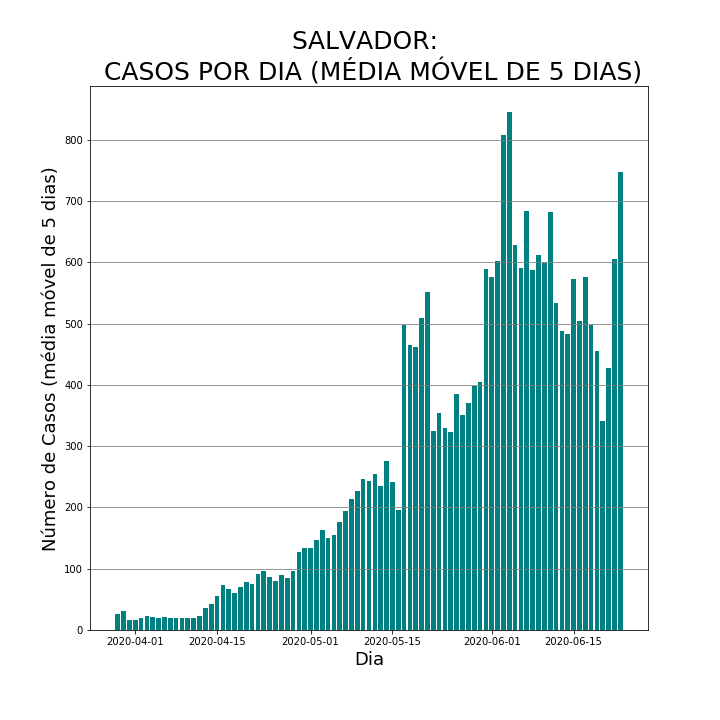 SALVADOR:
CASOS POR DIA (MÉDIA MÓVEL DE 5 DIAS)
Número de Casos (média móvel de 5 dias)
800
700
600
500
400
300
200
100
0
2020-04-01 2020-04-15 2020-05-01 2020-05-15 2020-06-01 2020-06-15
Dia